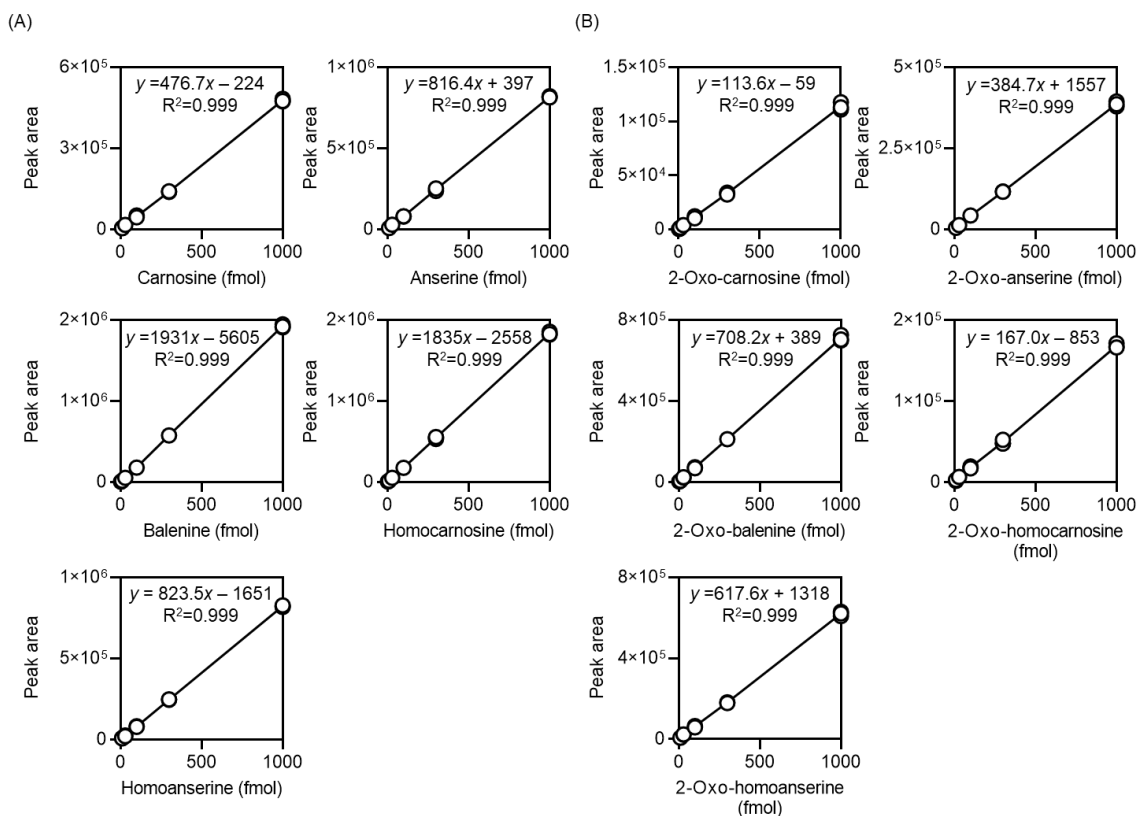 (A)
(B)
6×10⁵
3×10⁵
0
Peak area
y =476.7x – 224
R²=0.999
0 500 1000
Carnosine (fmol)
1×10⁶
5×10⁵
0
Peak area
y =816.4x + 397
R²=0.999
0 500 1000
Anserine (fmol)
1.5×10⁵
1×10⁵
5×10⁴
0
Peak area
y =113.6x – 59
R²=0.999
0 500 1000
2-Oxo-carnosine (fmol)
5×10⁵
2.5×10⁵
0
Peak area
y =384.7x + 1557
R²=0.999
0 500 1000
2-Oxo-anserine (fmol)
2×10⁶
1×10⁶
0
Peak area
y =1931x – 5605
R²=0.999
0 500 1000
Balenine (fmol)
2×10⁶
1×10⁶
0
Peak area
y =1835x – 2558
R²=0.999
0 500 1000
Homocarnosine (fmol)
8×10⁵
4×10⁵
0
Peak area
y =708.2x + 389
R²=0.999
0 500 1000
2-Oxo-balenine (fmol)
2×10⁵
1×10⁵
0
Peak area
y =167.0x – 853
R²=0.999
0 500 1000
2-Oxo-homocarnosine
(fmol)
1×10⁶
5×10⁵
0
Peak area
y = 823.5x – 1651
R²=0.999
0 500 1000
Homoanserine (fmol)
8×10⁵
4×10⁵
0
Peak area
y =617.6x + 1318
R²=0.999
0 500 1000
2-Oxo-homoanserine
(fmol)